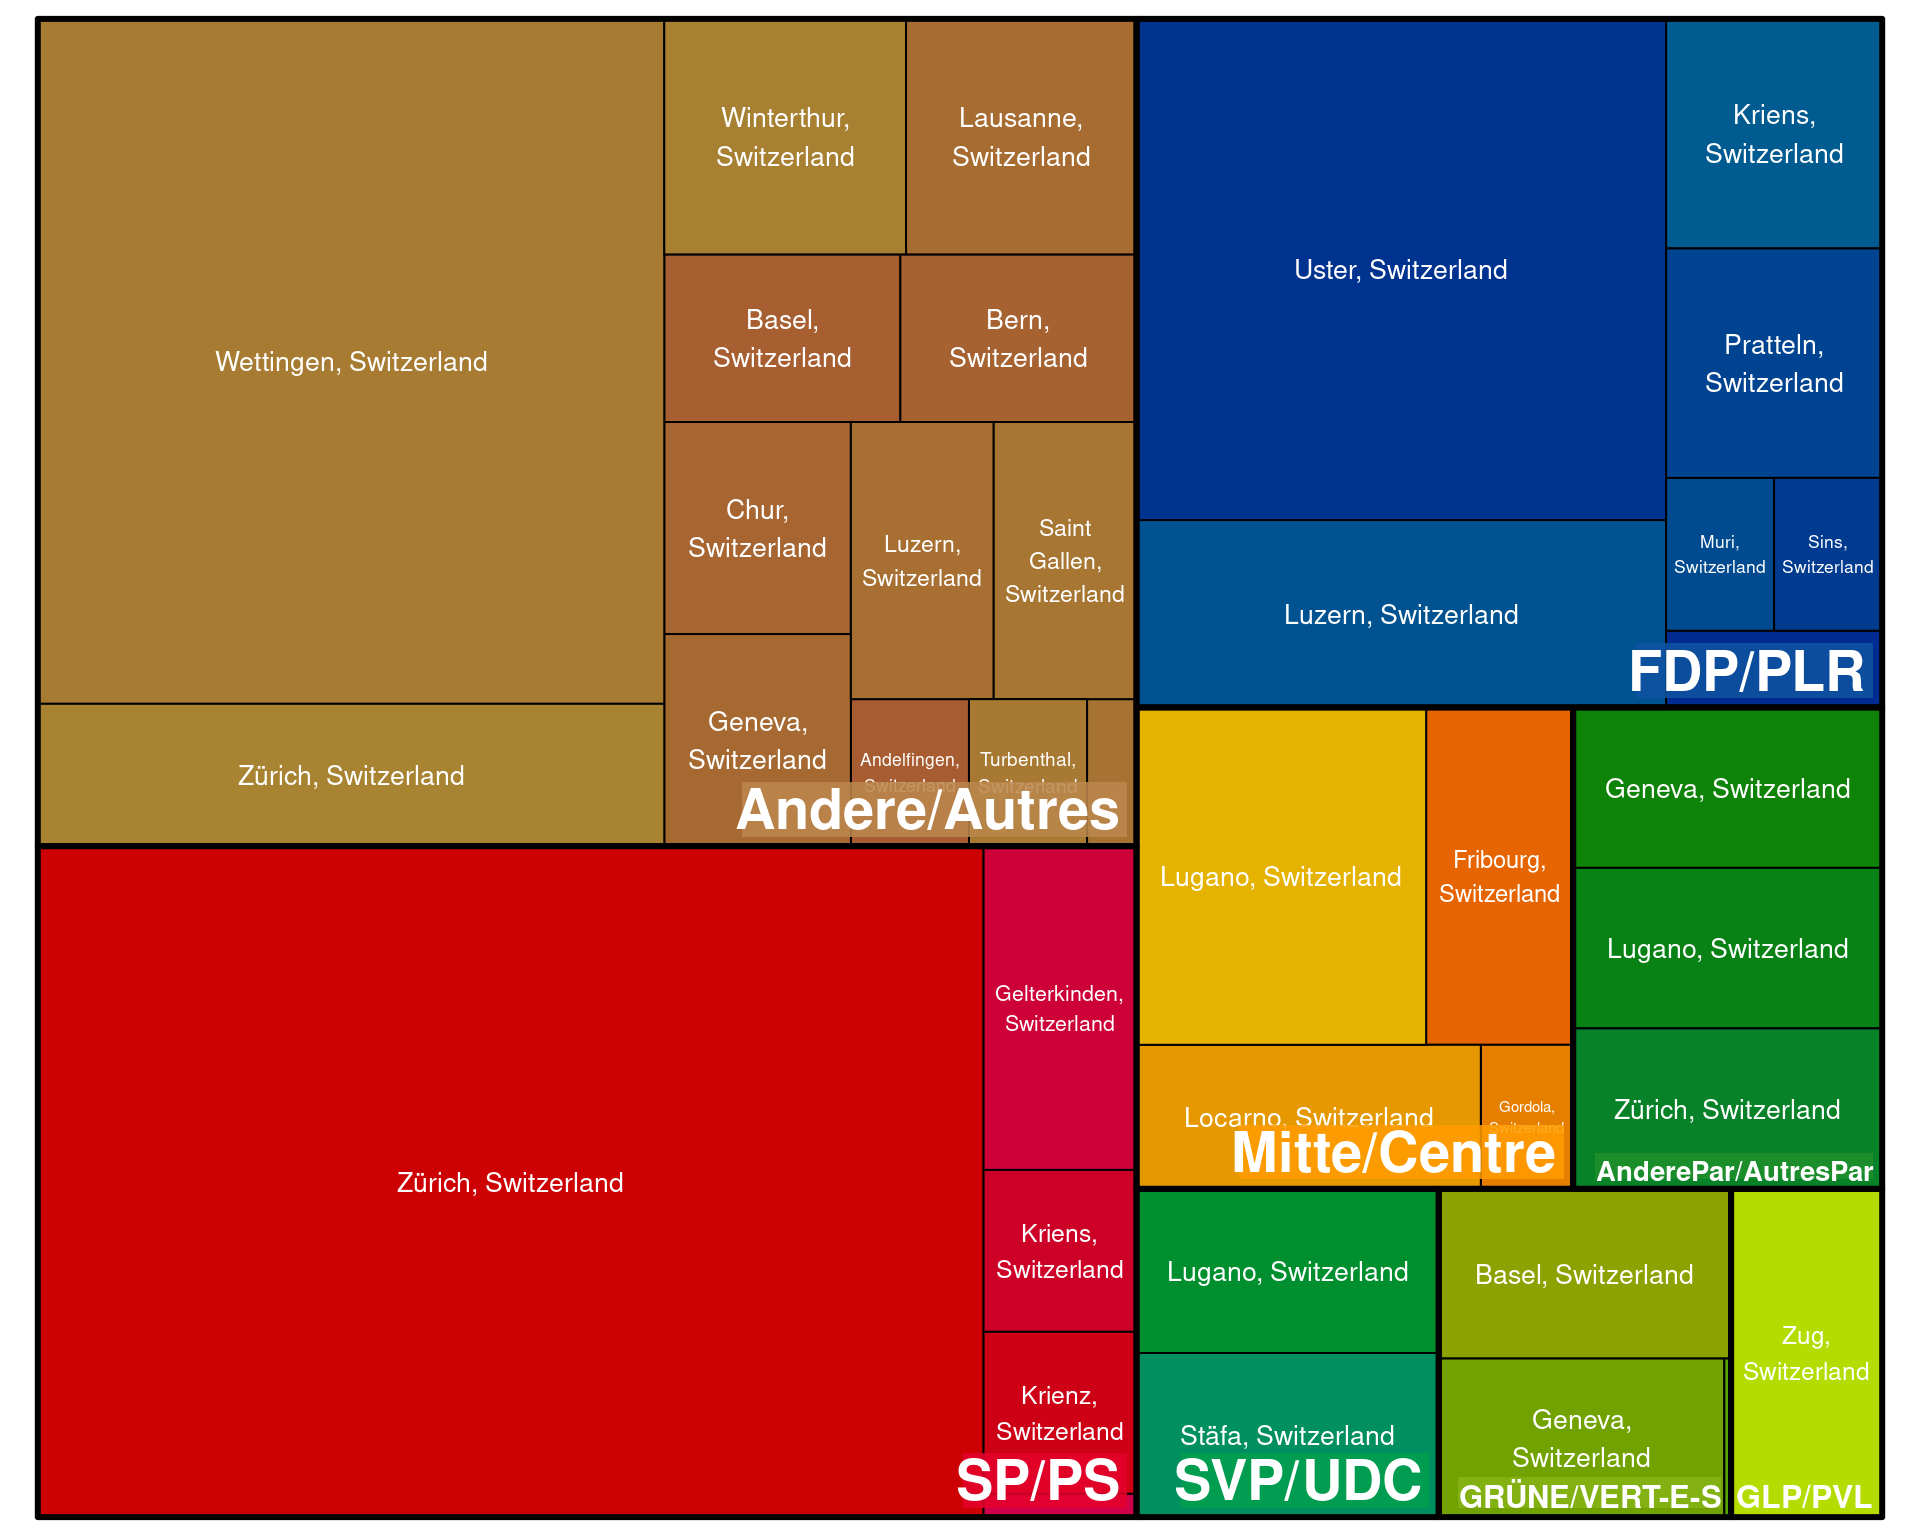 Wettingen, Switzerland
Zürich, Switzerland
Winterthur,
Switzerland
Lausanne,
Switzerland
Basel,
Switzerland
Bern,
Switzerland
Chur,
Switzerland
Luzern,
Switzerland
Saint
Gallen,
Switzerland
Geneva,
Switzerland
Andelfingen,
Switzerland
Turbenthal,
Switzerland
Andere/Autres
Uster, Switzerland
Kriens,
Switzerland
Pratteln,
Switzerland
Muri,
Switzerland
Sins,
Switzerland
Luzern, Switzerland
FDP/PLR
Zürich, Switzerland
Gelterkinden,
Switzerland
Kriens,
Switzerland
Krienz,
Switzerland
SP/PS
Lugano, Switzerland
Fribourg,
Switzerland
Locarno, Switzerland
Gordola,
Switzerland
Mitte/Centre
Geneva, Switzerland
Lugano, Switzerland
Zürich, Switzerland
AnderePar/AutresPar
Lugano, Switzerland
Stäfa, Switzerland
SVP/UDC
Basel, Switzerland
Geneva,
Switzerland
GRÜNE/VERT-E-S
Zug,
Switzerland
GLP/PVL